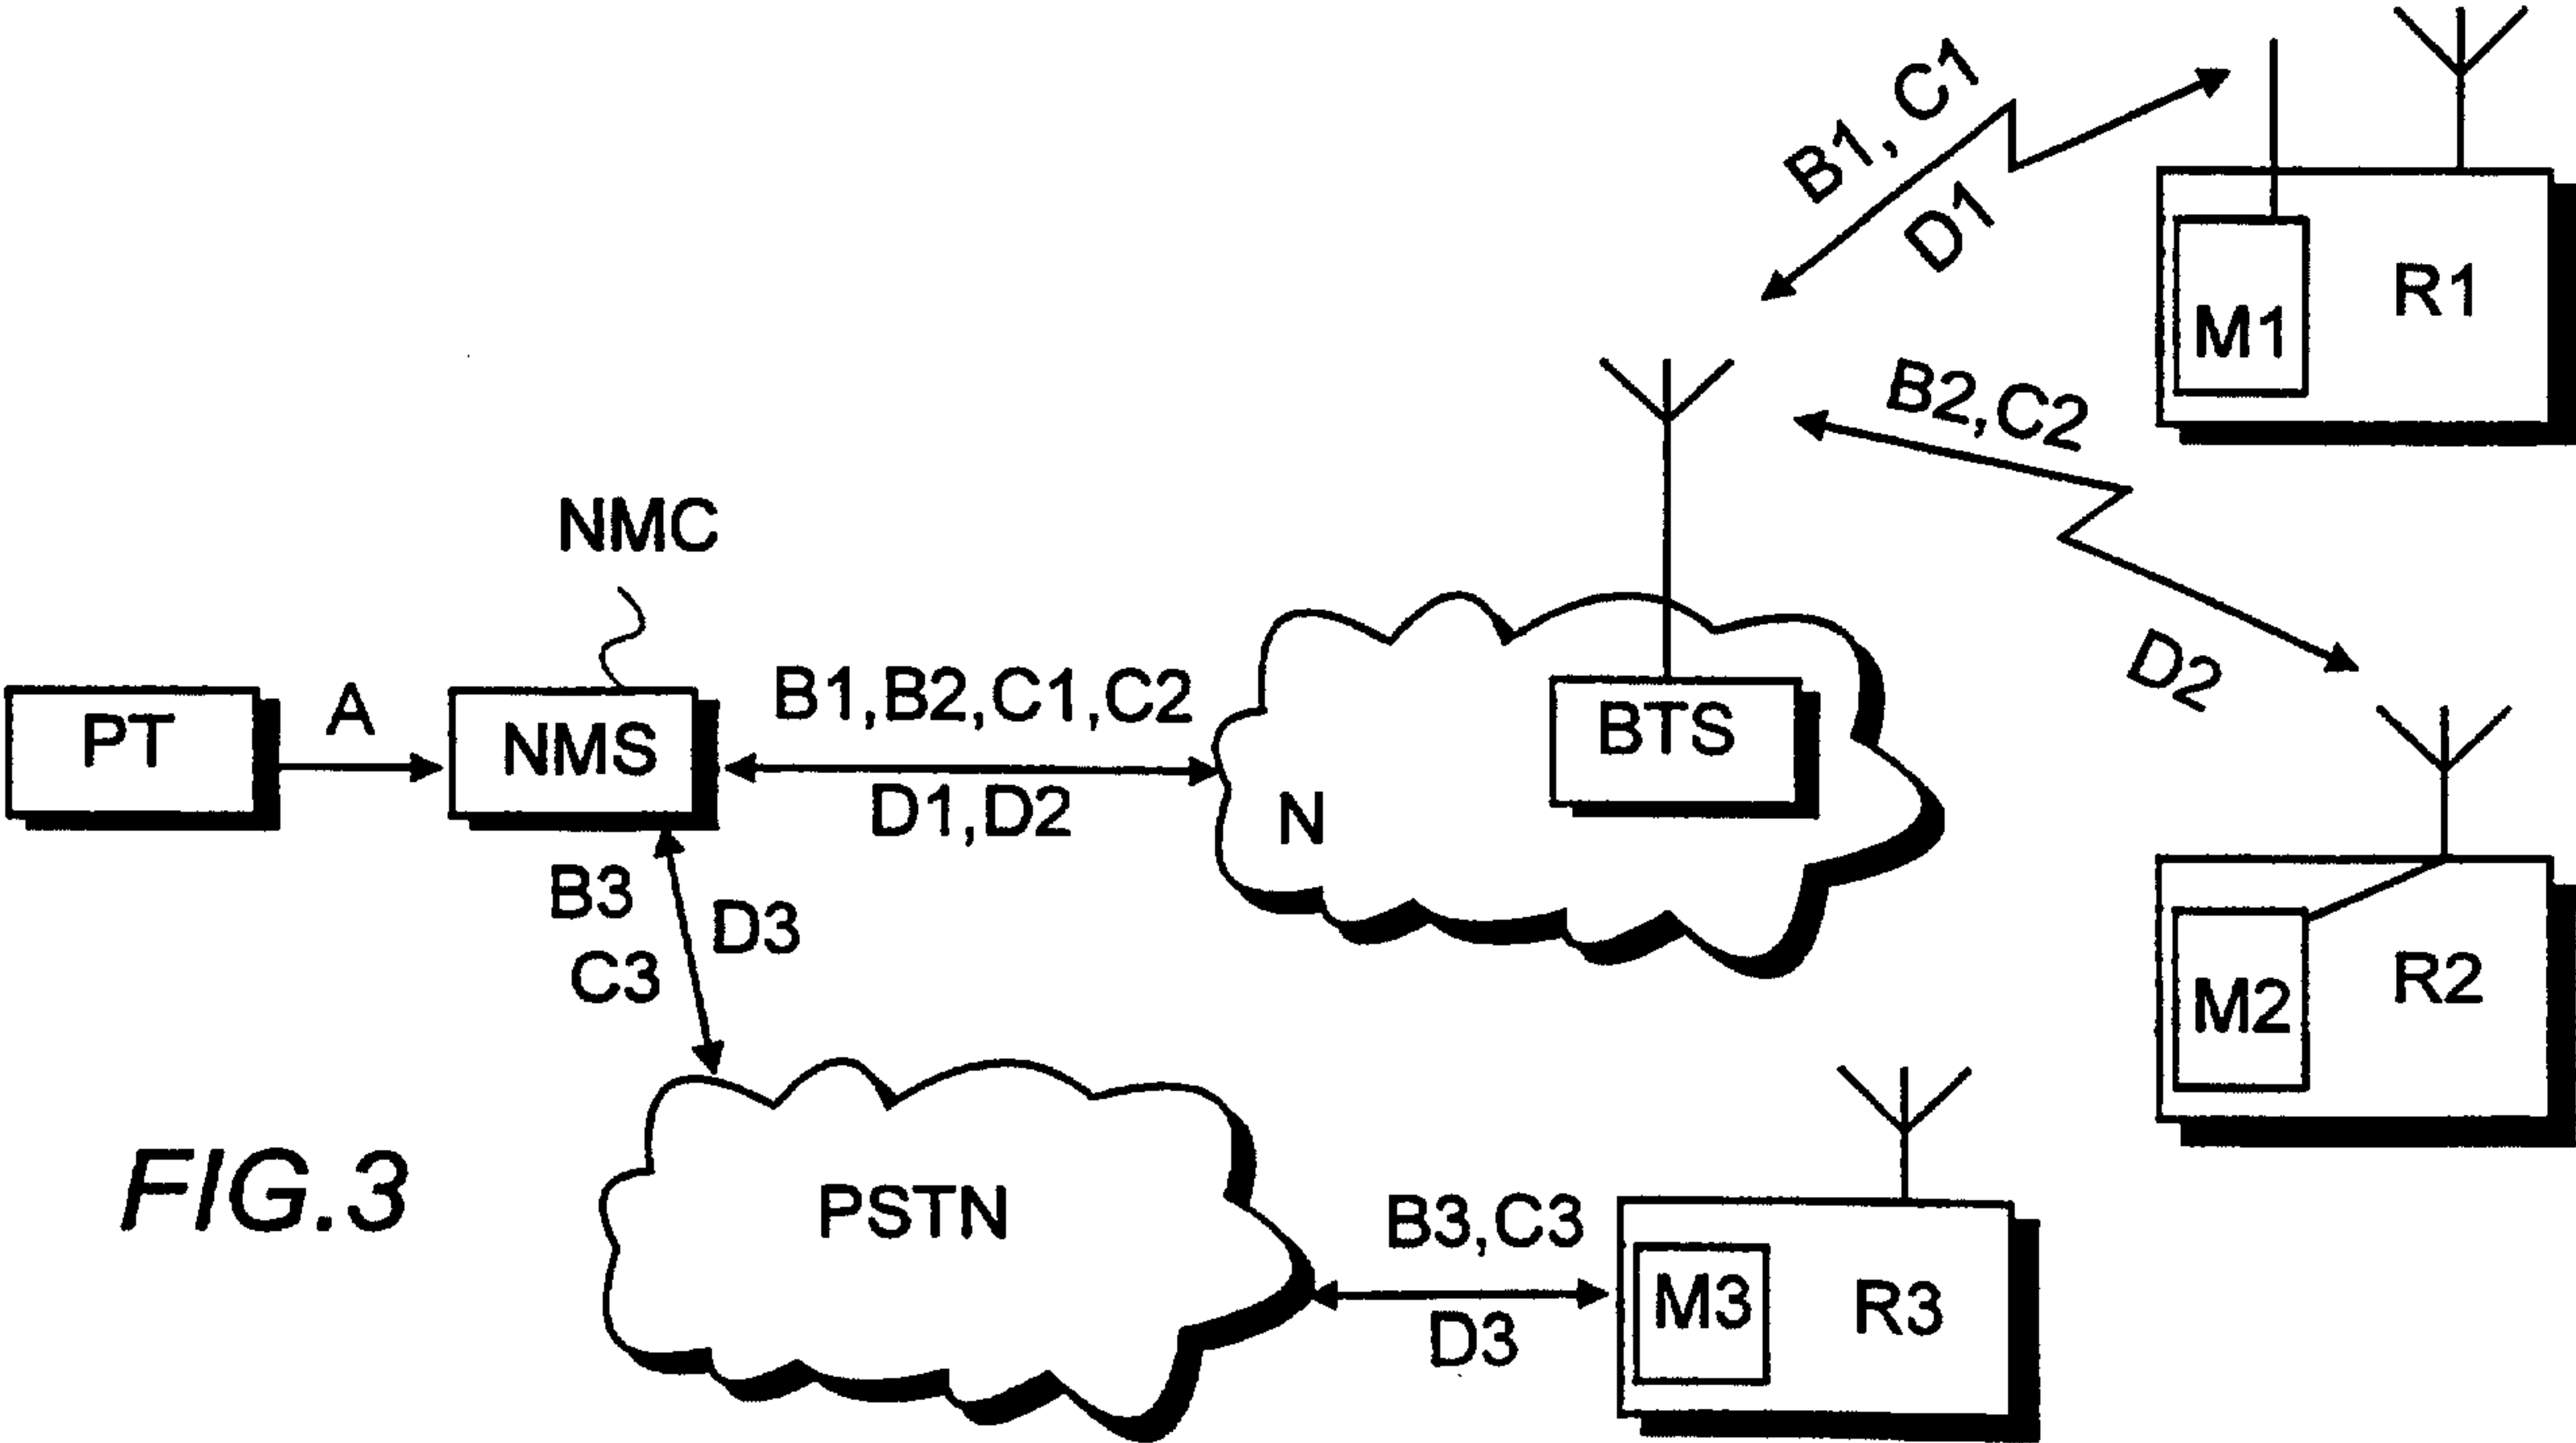 B1, C1
D1
R1
M1
B2,C2
D2
NMC
PT
A
NMS
B1,B2,C1,C2
D1,D2
N
BTS
B3
C3
D3
M2
R2
FIG.3
PSTN
B3,C3
D3
M3
R3